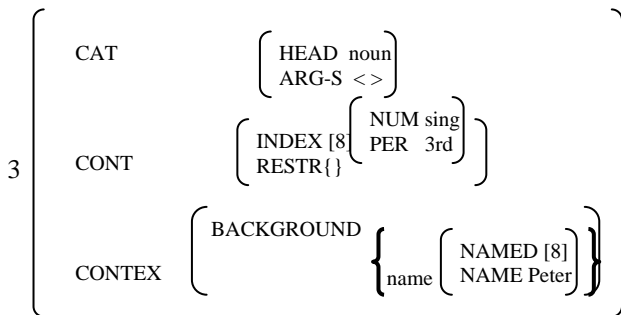 CAT HEAD noun
ARG-S < >
NUM sing
INDEX [8] PER 3rd
CONT RESTR{}
3
BACKGROUND
NAMED [8]
CONTEX {name NAME Peter}